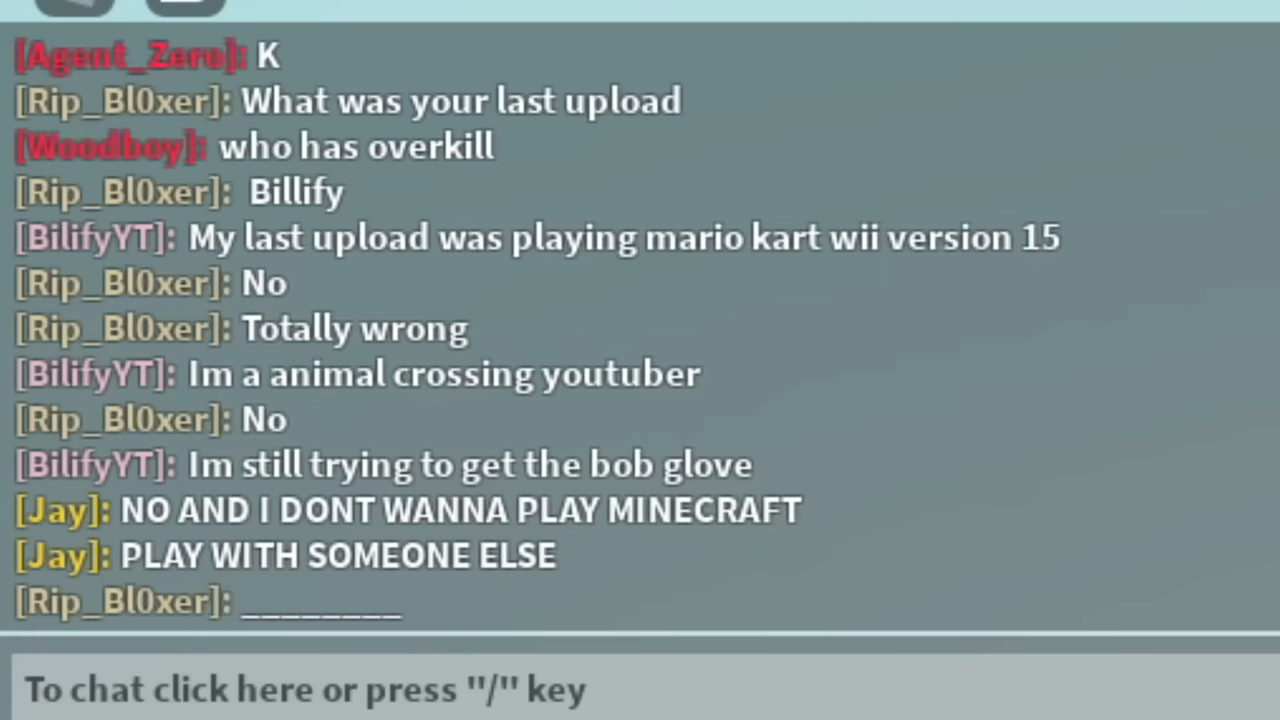 [Agent_Zero]: K
[Rip_Bl0xer]: What was your last upload
[Woodboy]: who has overkill
[Rip_Bl0xer]: Billify
[BilifyYT]: My last upload was playing mario kart wii version 15
[Rip_Bl0xer]: No
[Rip_Bl0xer]: Totally wrong
[BilifyYT]: Im a animal crossing youtuber
[Rip_Bl0xer]: No
[BilifyYT]: Im still trying to get the bob glove
[Jay]: NO AND I DONT WANNA PLAY MINECRAFT
[Jay]: PLAY WITH SOMEONE ELSE
[Rip_Bl0xer]: ________
To chat click here or press "/" key